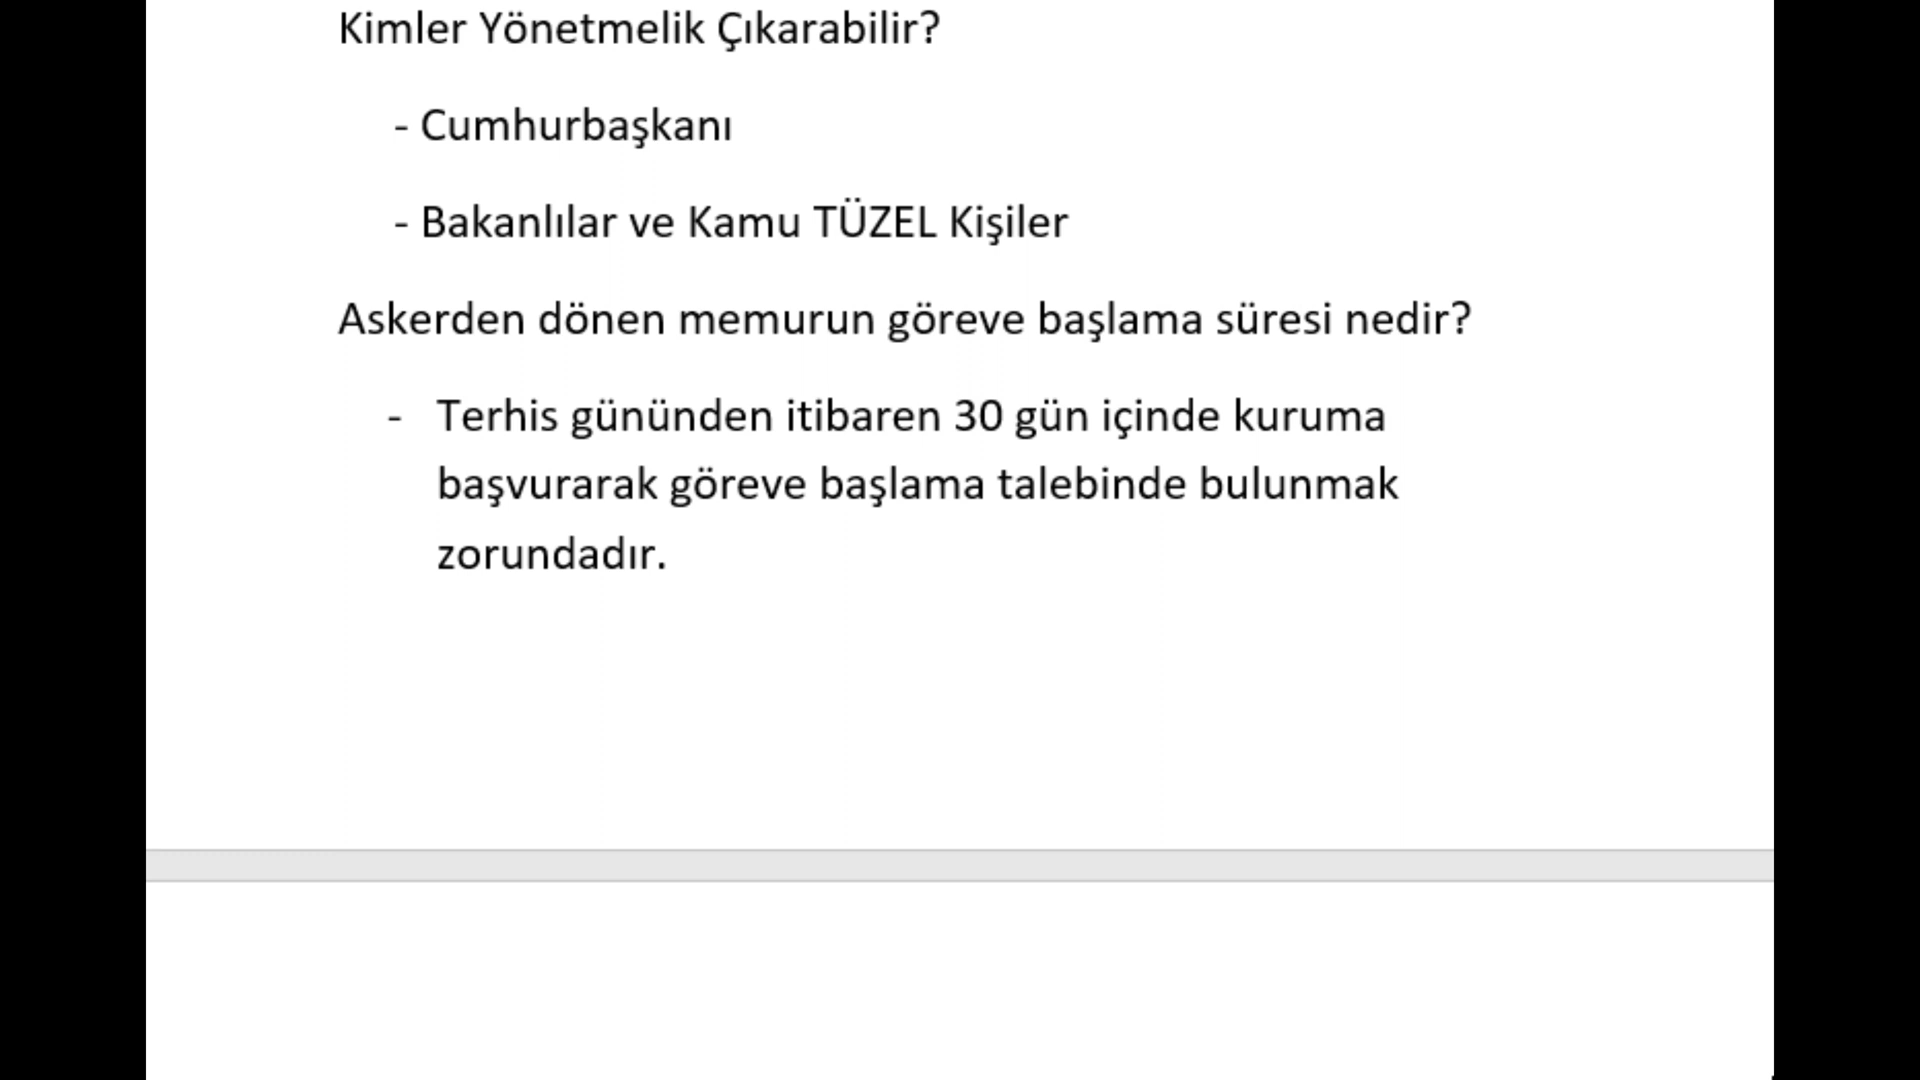 Kimler Yönetmelik Çıkarabilir?
- Cumhurbaşkanı
- Bakanlılar ve Kamu TÜZEL Kişiler
Askerden dönen memurun göreve başlama süresi nedir?
- Terhis gününden itibaren 30 gün içinde kuruma
başvurarak göreve başlama talebinde bulunmak
zorundadır.